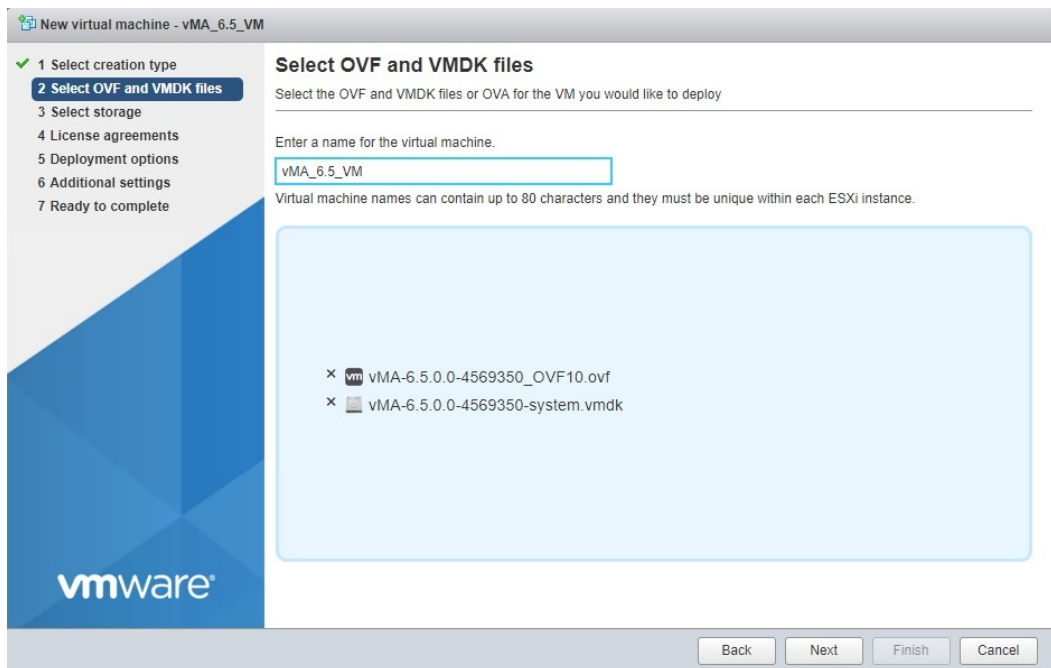 New virtual machine - vMA_6.5_VM
1 Select creation type
2 Select OVF and VMDK files
3 Select storage
4 License agreements
5 Deployment options
6 Additional settings
7 Ready to complete
vmware®
Select OVF and VMDK files
Select the OVF and VMDK files or OVA for the VM you would like to deploy
Enter a name for the virtual machine.
vMA_6.5_VM
Virtual machine names can contain up to 80 characters and they must be unique within each ESXi instance.
vm vMA-6.5.0.0-4569350_OVF10.ovf
vMA-6.5.0.0-4569350-system.vmdk
Back Next Finish Cancel